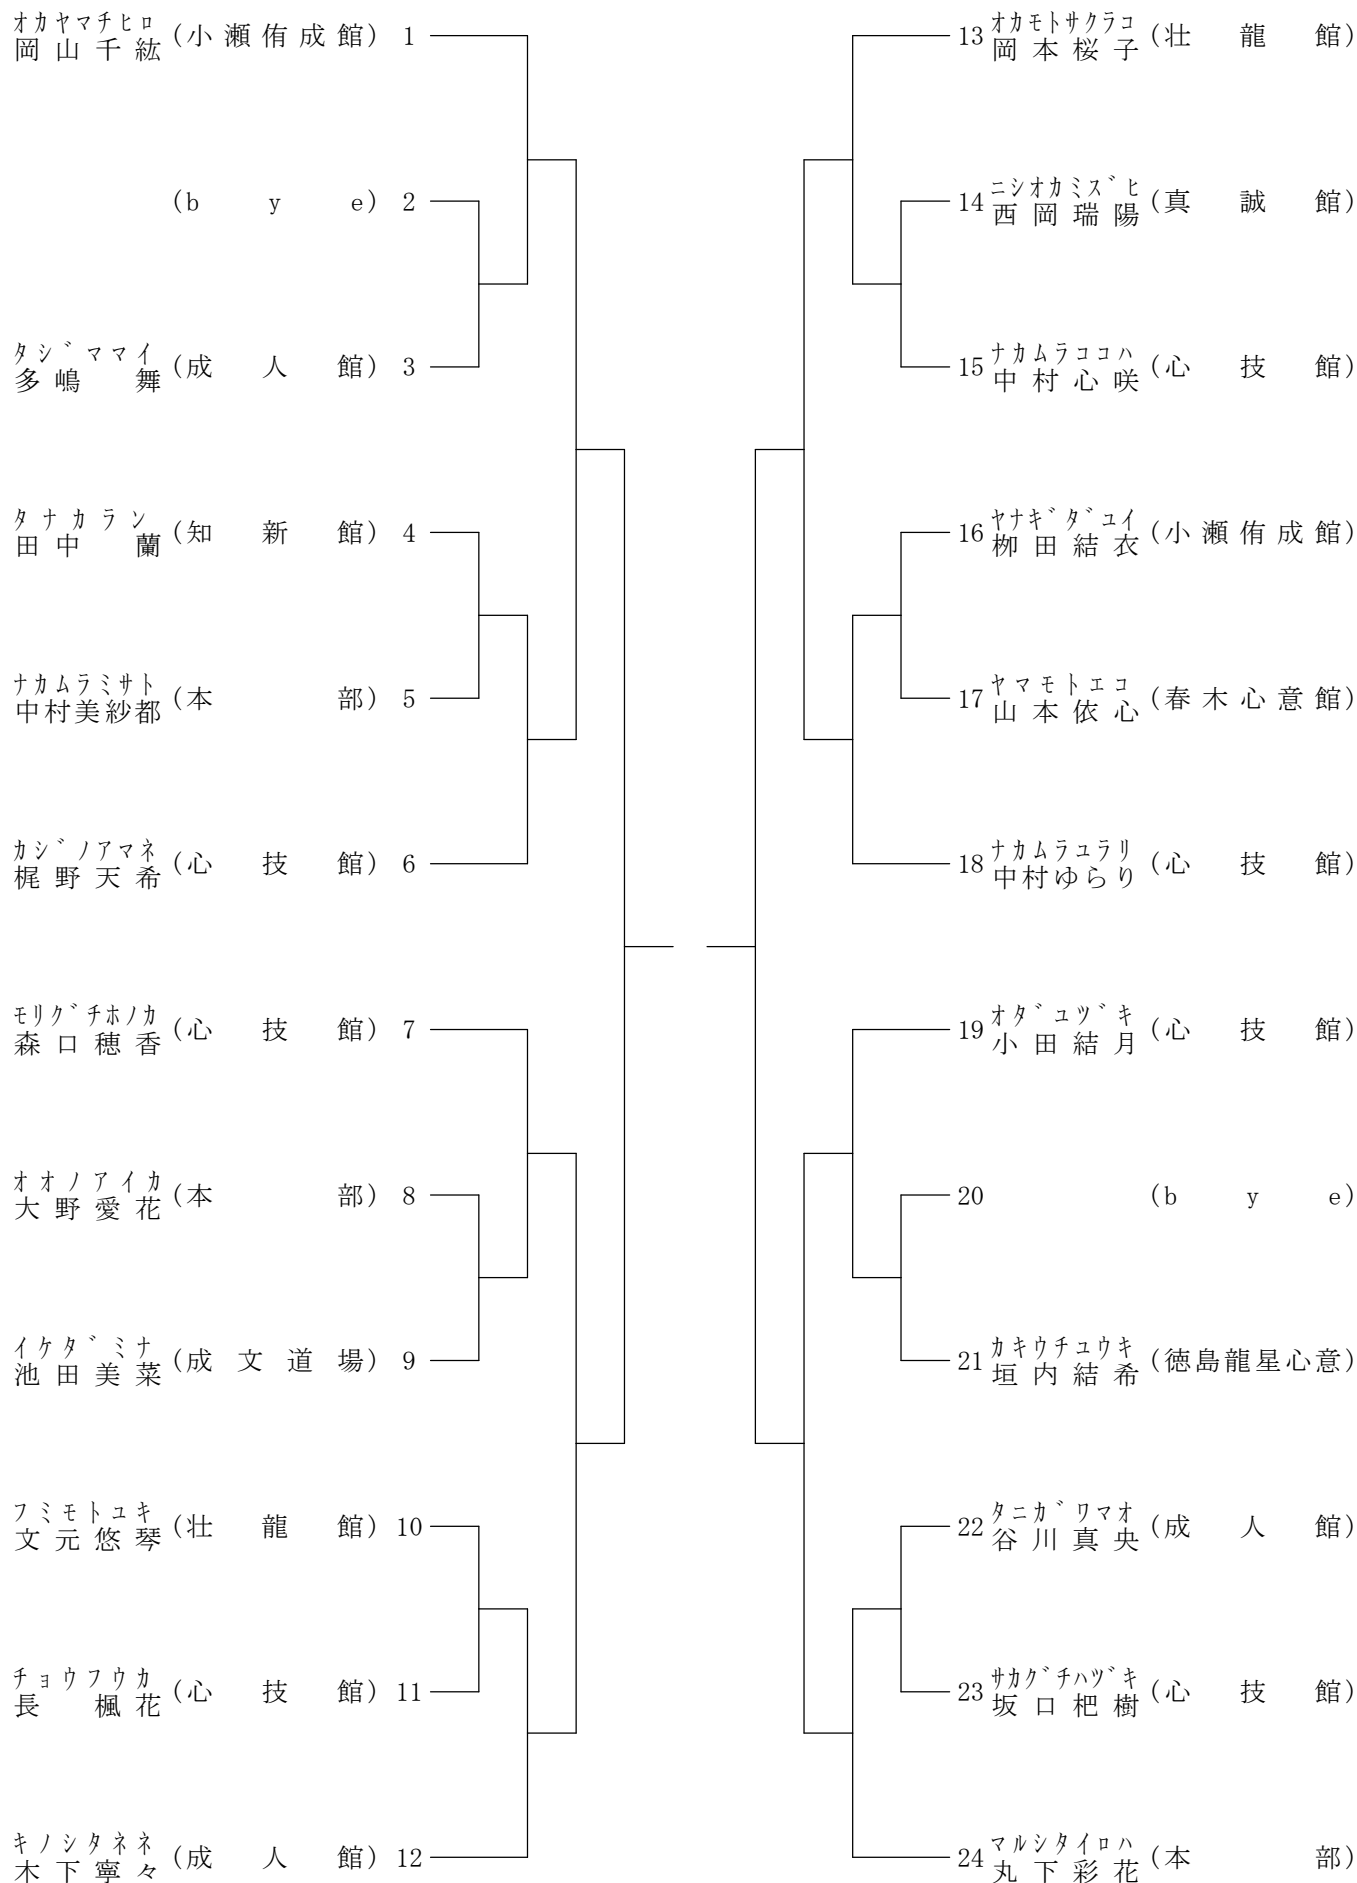 オカヤマチヒロ
岡山千紘 (小瀬侑成館) 1
(bye) 2
タジママイ
多嶋舞 (成人館) 3
タナカラン
田中蘭 (知新館) 4
ナカムラミサト
中村美紗都 (本部) 5
カジノアマネ
梶野天希 (心技館) 6
モリグチホノカ
森口穂香 (心技館) 7
オオノアイカ
大野愛花 (本部) 8
イケダミナ
池田美菜 (成文道場) 9
フミモトユキ
文元悠琴 (壮龍館) 10
チョウフウカ
長楓花 (心技館) 11
キノシタネネ
木下寧々 (成人館) 12
オカモトサクラコ
13 岡本桜子 (壮龍館)
ニシオカミズヒ
14 西岡瑞陽 (真誠館)
ナカムラココハ
15 中村心咲 (心技館)
ヤナギダユイ
16 栁田結衣 (小瀬侑成館)
ヤマモトエコ
17 山本依心 (春木心意館)
ナカムラユラリ
18 中村ゆらり (心技館)
オダユヅキ
19 小田結月 (心技館)
20 (bye)
カキウチユウキ
21 垣内結希 (徳島龍星心意)
タニガワマオ
22 谷川真央 (成人館)
サカグチハヅキ
23 坂口杷樹 (心技館)
マルシタイロハ
24 丸下彩花 (本部)